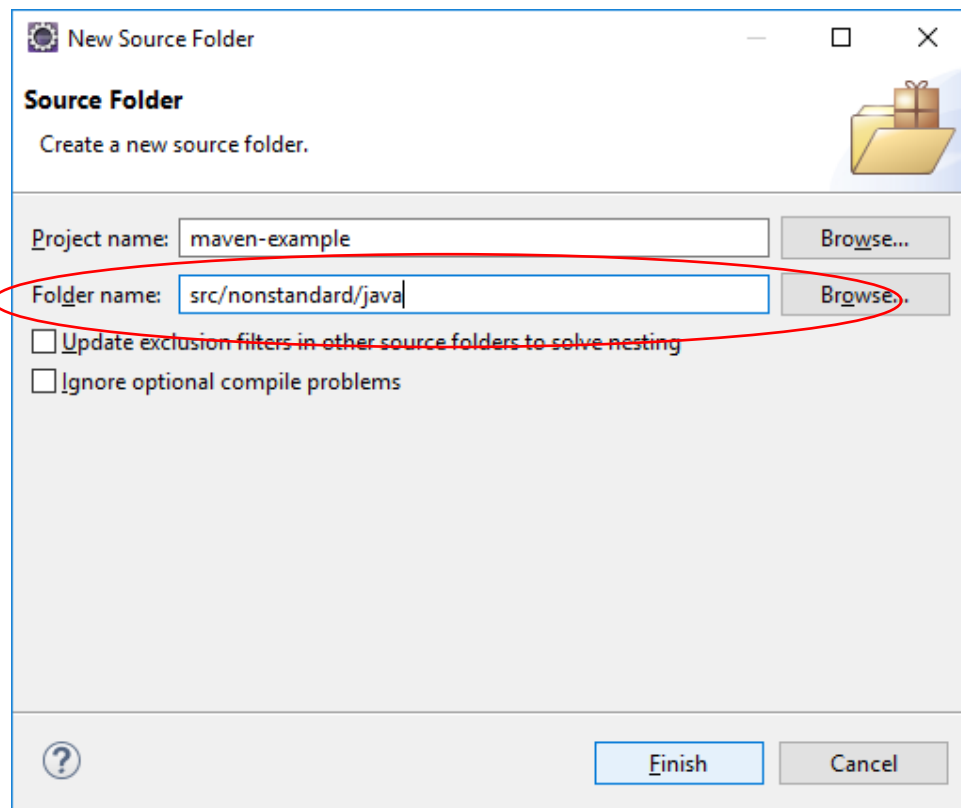 New Source Folder
Source Folder
Create a new source folder.
Project name: maven-example Browse...
Folder name: src/nonstandard/java Browse...
Update exclusion filters in other source folders to solve nesting
Ignore optional compile problems
? Finish Cancel